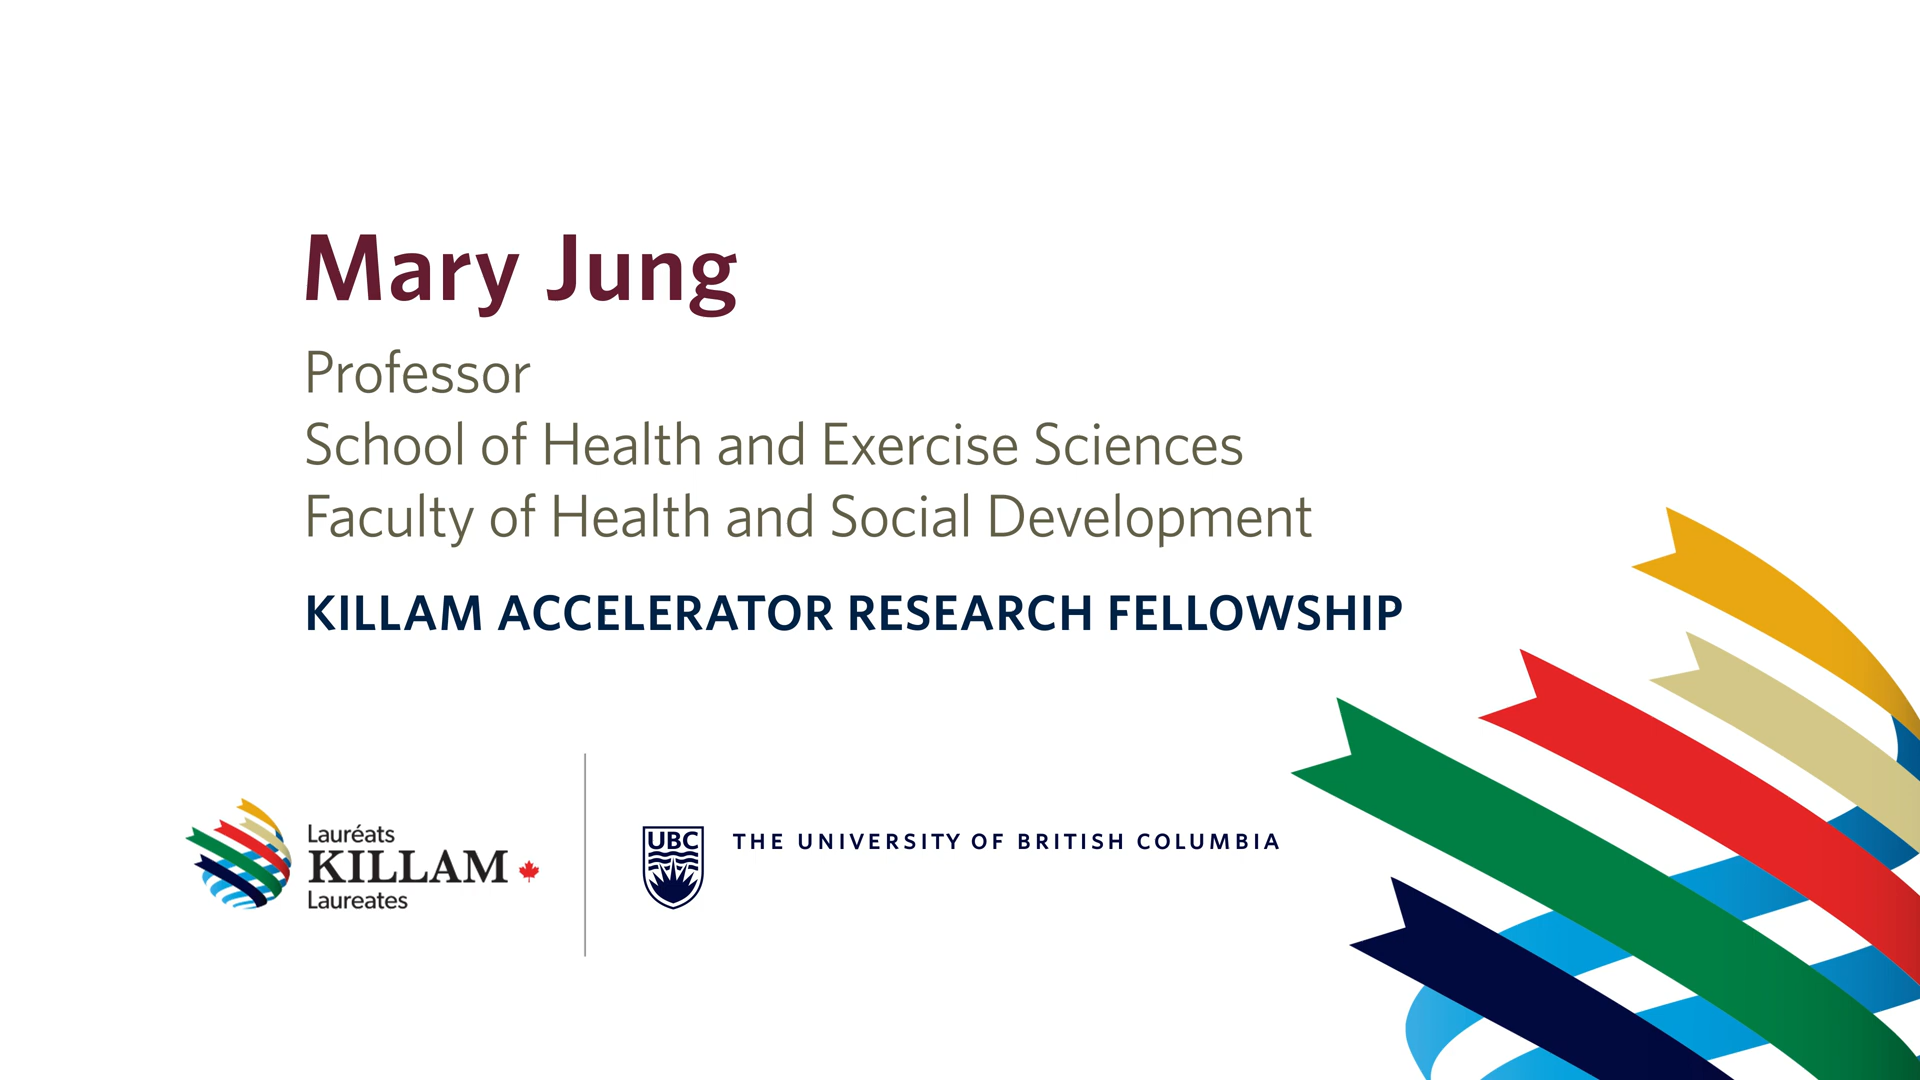 Mary Jung
Professor
School of Health and Exercise Sciences
Faculty of Health and Social Development
KILLAM ACCELERATOR RESEARCH FELLOWSHIP
Lauréats
KILLAM
Laureates
UBC
THE UNIVERSITY OF BRITISH COLUMBIA